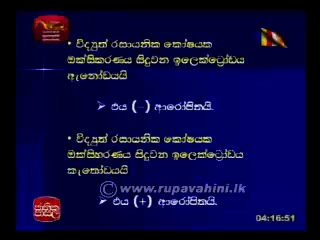 • විද්‍යුත් රසායනික කෝෂයක
ඔක්සිකරණය සිදුවන ඉලෙක්ට්‍රෝඩය
ඇනෝඩයයි
➢ එය (–) ආරෝපිතයි.
• විද්‍යුත් රසායනික කෝෂයක
ඔක්සිහරණය සිදුවන ඉලෙක්ට්‍රෝඩය
කැතෝඩයයි
©www.rupavahini.lk
➢ එය (+) ආරෝපිතයි.
04:16:51